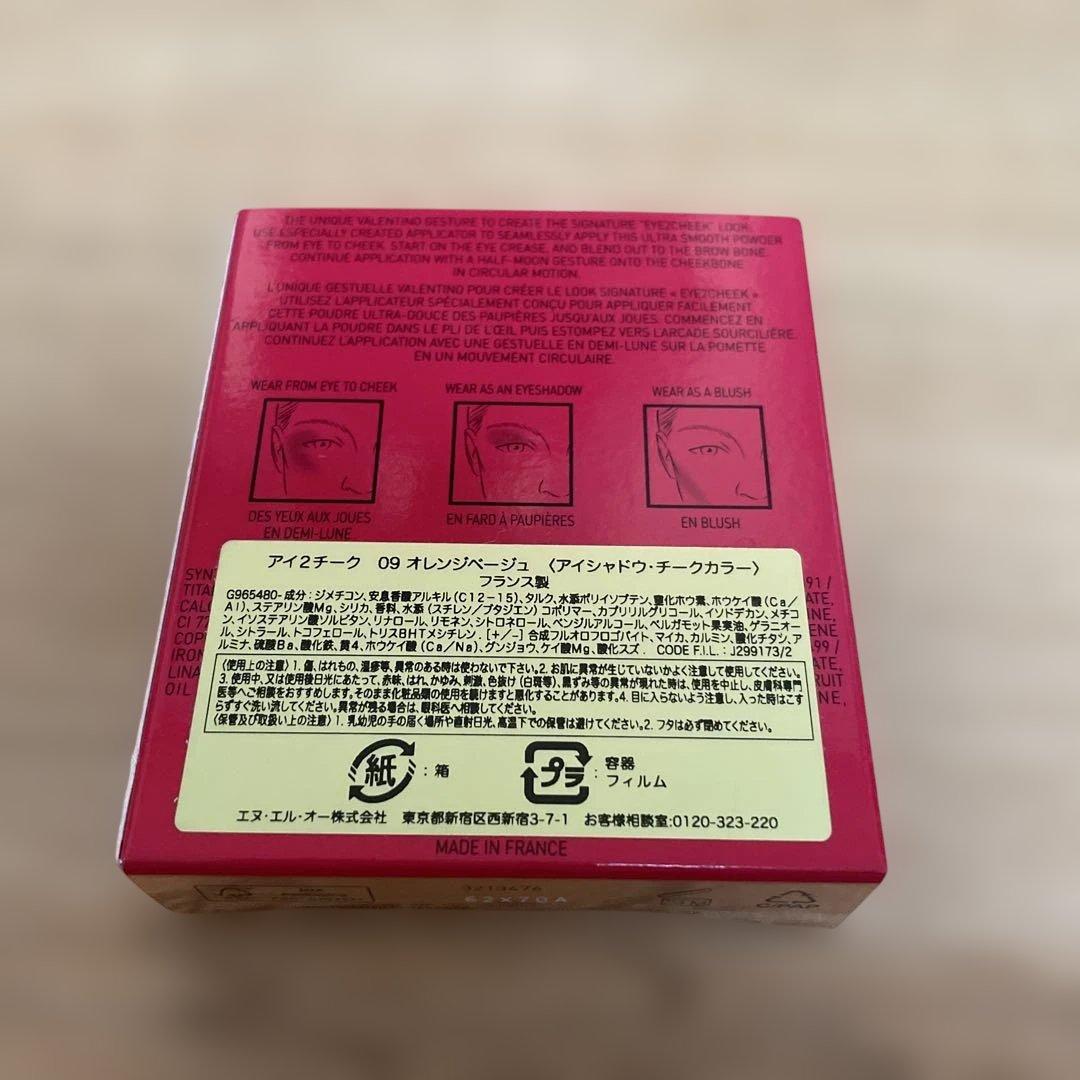 THE UNIQUE VALENTINO GESTURE TO CREATE THE SIGNATURE "EYE2CHEEK" LOOK.
USE ESPECIALLY CREATED APPLICATOR TO SEAMLESSLY APPLY THIS ULTRA SMOOTH POWDER
FROM EYE TO CHEEK. START ON THE EYE CREASE, AND BLEND OUT TO THE BROW BONE.
CONTINUE APPLICATION WITH A HALF-MOON GESTURE ONTO THE CHEEKBONE
IN CIRCULAR MOTION.
L'UNIQUE GESTUELLE VALENTINO POUR CRÉER LE LOOK SIGNATURE « EYE2CHEEK »
UTILISEZ L'APPLICATEUR SPÉCIALEMENT CONÇU POUR APPLIQUER FACILEMENT
CETTE POUDRE ULTRA-DOUCE DES PAUPIÈRES JUSQU'AUX JOUES. COMMENCEZ EN
APPLIQUANT LA POUDRE DANS LE PLI DE L'ŒIL PUIS ESTOMPEZ VERS L'ARCADE SOURCILIÈRE.
CONTINUEZ L'APPLICATION AVEC UNE GESTUELLE EN DEMI-LUNE SUR LA POMETTE
EN UN MOUVEMENT CIRCULAIRE.
WEAR FROM EYE TO CHEEK WEAR AS AN EYESHADOW WEAR AS A BLUSH
DES YEUX AUX JOUES EN FARD À PAUPIÈRES EN BLUSH
EN DEMI-LUNE
アイ2チーク 09 オレンジベージュ 〈アイシャドウ・チークカラー〉
フランス製
G965480-成分:ジメチコン、安息香酸アルキル(C12-15)、タルク、水添ポリイソブテン、窒化ホウ素、ホウケイ酸(Ca/
Al)、ステアリン酸Mg、シリカ、香料、水添(スチレン/ブタジエン)コポリマー、カプリリルグリコール、イソドデカン、メチコ
ン、イソステアリン酸ソルビタン、リナロール、リモネン、シトロネロール、ベンジルアルコール、ベルガモット果実油、ゲラニオー
ル、シトラール、トコフェロール、トリスBHTメシチレン、[+/-] 合成フルオロフロゴパイト、マイカ、カルミン、酸化チタン、ア
ルミナ、硫酸Ba、酸化鉄、黄4、ホウケイ酸(Ca/Na)、グンジョウ、ケイ酸Mg、酸化スズ. CODE F.I.L.: J299173/2
〈使用上の注意〉1.傷、はれもの、湿疹等、異常のある時は使わないで下さい。2.お肌に異常が生じていないかよく注意して使用してください。
3.使用中、又は使用後日光にあたって、赤味、はれ、かゆみ、刺激、色抜け(白斑等)、黒ずみ等の異常が現れた時は、使用を中止し、皮膚科専門
医等へご相談をおすすめします。そのまま化粧品類の使用を続けますと悪化することがあります。4.目に入らないよう注意し、入った時はこす
らずすぐ洗い流してください。異常が残る場合は、眼科医へ相談してください。
〈保管及び取扱い上の注意〉1.乳幼児の手の届く場所や直射日光、高温下での保管は避けてください。2.フタは必ず閉めてください。
紙 :箱 プラ :容器
フィルム
エヌ・エル・オー株式会社 東京都新宿区西新宿3-7-1 お客様相談室:0120-323-220
MADE IN FRANCE
62X70A
C/PAP